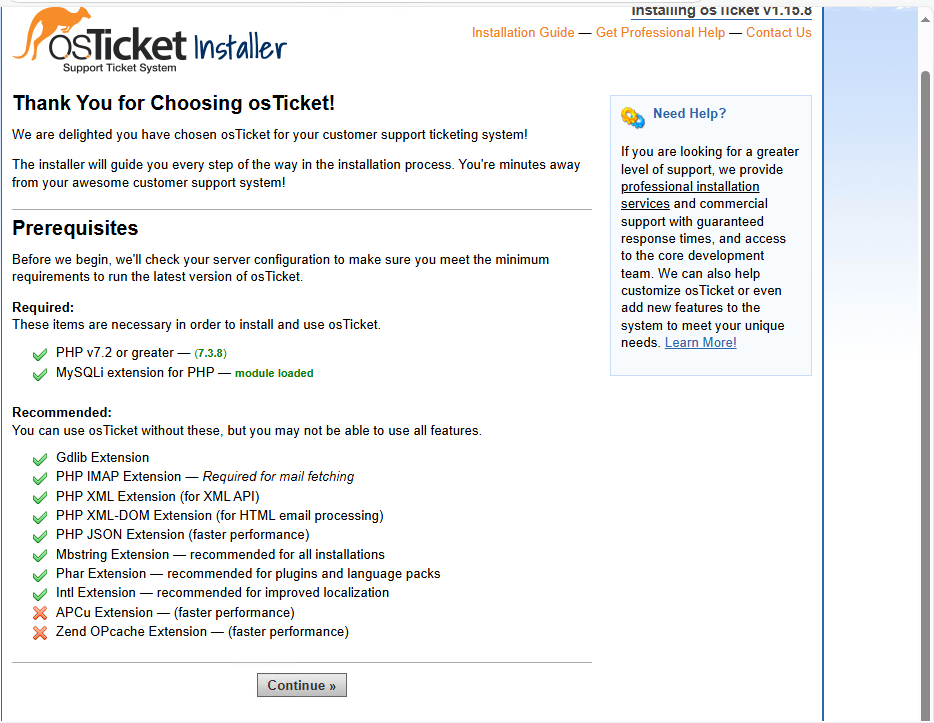 Installing osTicket v1.15.8
osTicket Installer
Support Ticket System
Installation Guide — Get Professional Help — Contact Us
Thank You for Choosing osTicket!
We are delighted you have chosen osTicket for your customer support ticketing system!
The installer will guide you every step of the way in the installation process. You're minutes away
from your awesome customer support system!
Prerequisites
Before we begin, we'll check your server configuration to make sure you meet the minimum
requirements to run the latest version of osTicket.
Required:
These items are necessary in order to install and use osTicket.
PHP v7.2 or greater — (7.3.8)
MySQLi extension for PHP — module loaded
Recommended:
You can use osTicket without these, but you may not be able to use all features.
Gdlib Extension
PHP IMAP Extension — Required for mail fetching
PHP XML Extension (for XML API)
PHP XML-DOM Extension (for HTML email processing)
PHP JSON Extension (faster performance)
Mbstring Extension — recommended for all installations
Phar Extension — recommended for plugins and language packs
Intl Extension — recommended for improved localization
APCu Extension — (faster performance)
Zend OPcache Extension — (faster performance)
Continue »
Need Help?
If you are looking for a greater
level of support, we provide
professional installation
services and commercial
support with guaranteed
response times, and access
to the core development
team. We can also help
customize osTicket or even
add new features to the
system to meet your unique
needs. Learn More!